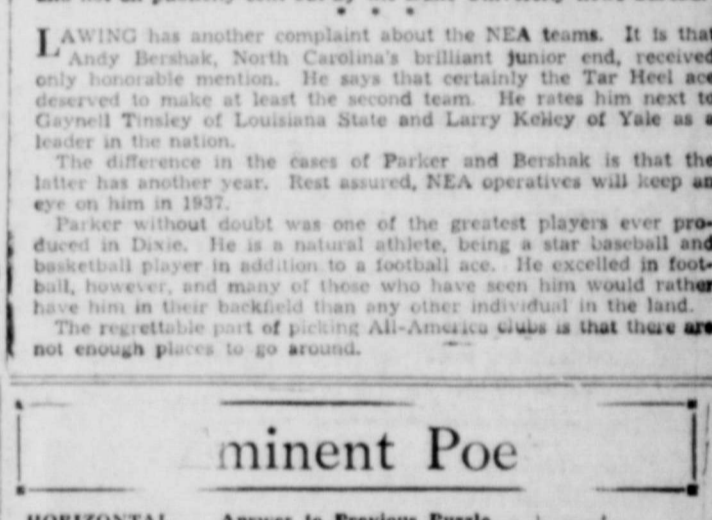 * * *
LAWING has another complaint about the NEA teams. It is that
Andy Bershak, North Carolina's brilliant junior end, received
only honorable mention. He says that certainly the Tar Heel ace
deserved to make at least the second team. He rates him next to
Gaynell Tinsley of Louisiana State and Larry Kelley of Yale as a
leader in the nation.
The difference in the cases of Parker and Bershak is that the
latter has another year. Rest assured, NEA operatives will keep an
eye on him in 1937.
Parker without doubt was one of the greatest players ever pro-
duced in Dixie. He is a natural athlete, being a star baseball and
basketball player in addition to a football ace. He excelled in foot-
ball, however, and many of those who have seen him would rather
have him in their backfield than any other individual in the land.
The regrettable part of picking All-America clubs is that there are
not enough places to go around.
minent Poe
HORIZONTAL Answer to Previous Puzzle